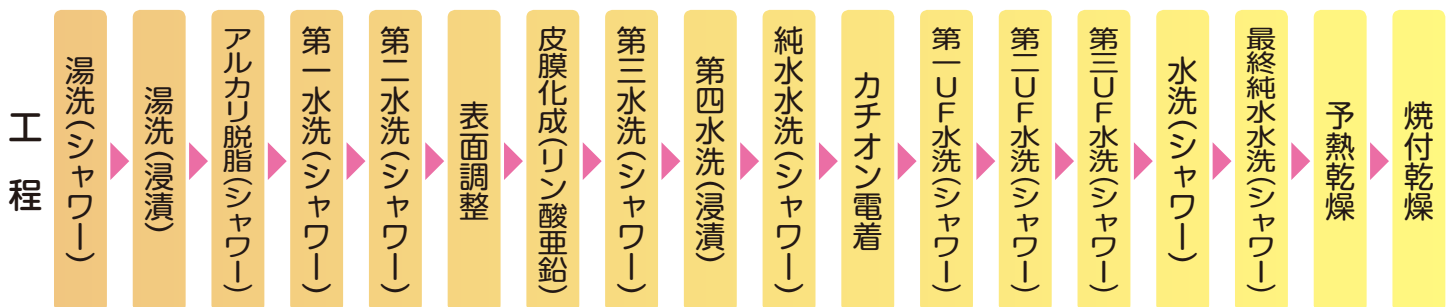 工程
湯洗(シャワー)
湯洗(浸漬)
アルカリ脱脂(シャワー)
第一水洗(シャワー)
第二水洗(シャワー)
表面調整
皮膜化成(リン酸亜鉛)
第三水洗(シャワー)
第四水洗(浸漬)
純水水洗(シャワー)
カチオン電着
第一UF水洗(シャワー)
第二UF水洗(シャワー)
第三UF水洗(シャワー)
水洗(シャワー)
最終純水水洗(シャワー)
予熱乾燥
焼付乾燥